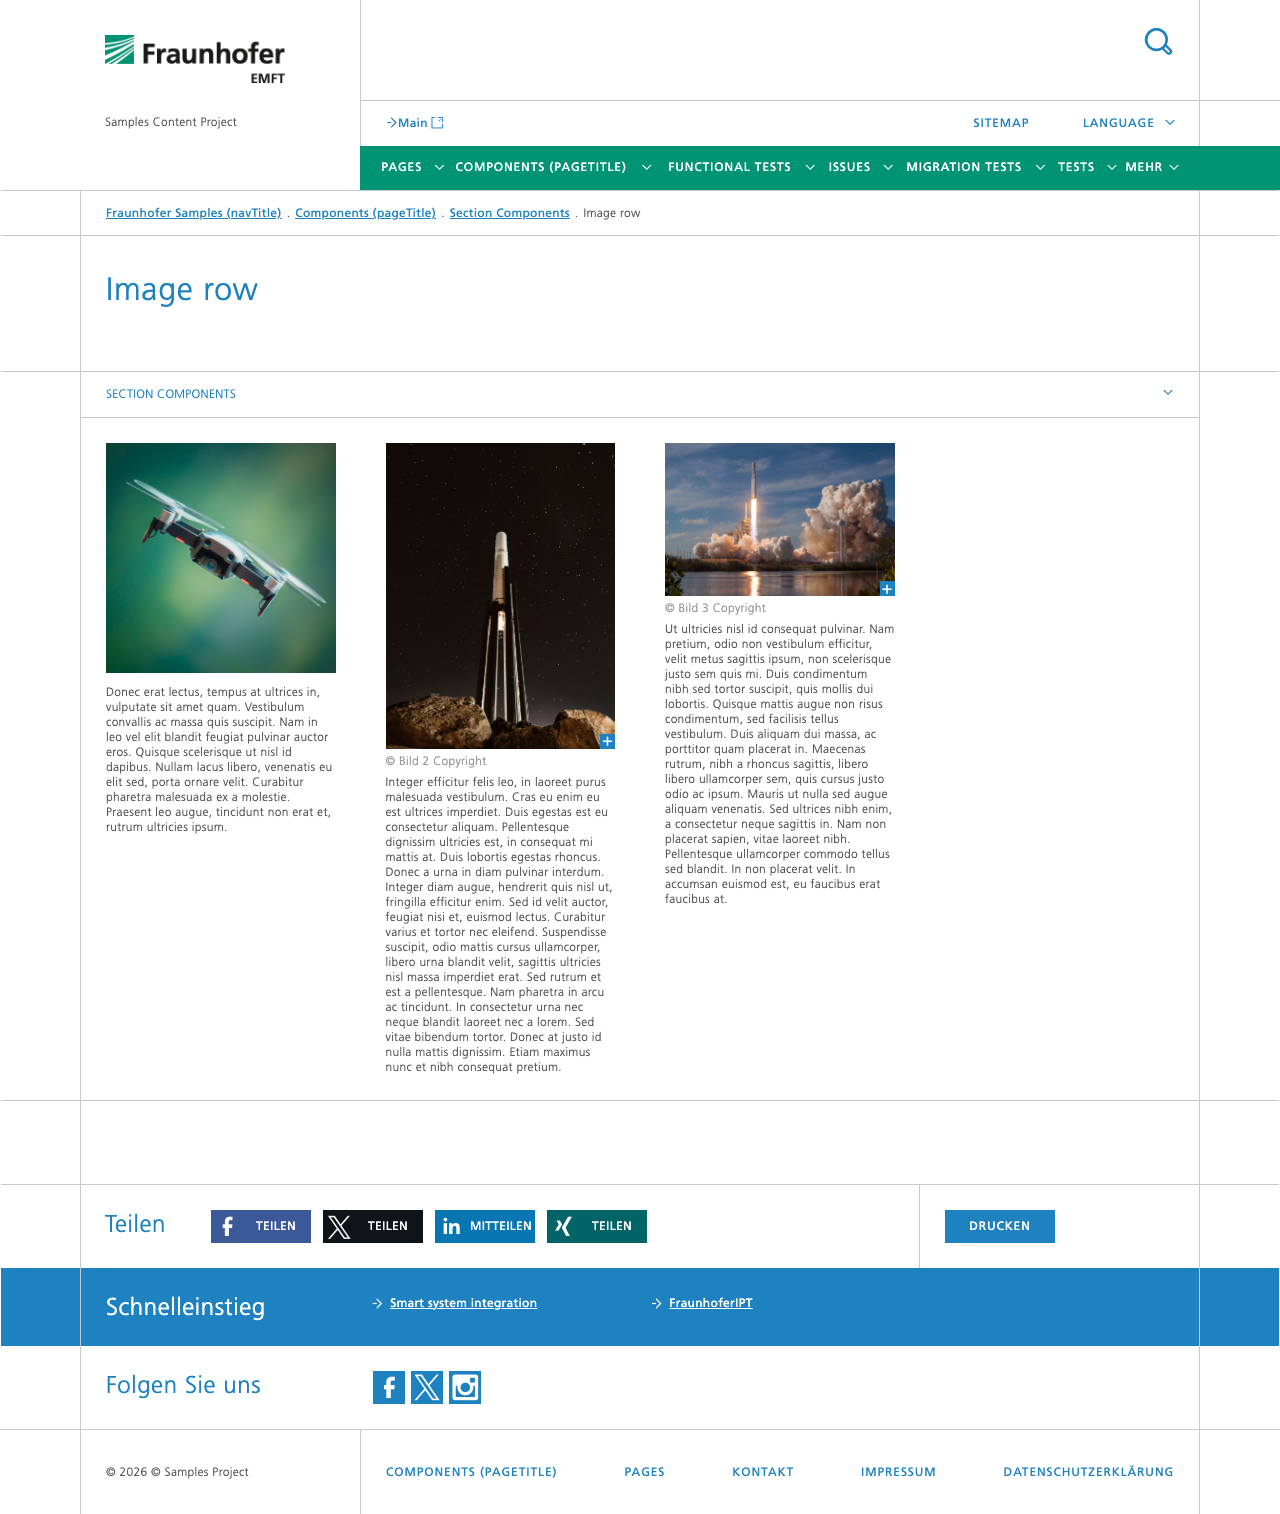 Fraunhofer
EMFT
Samples Content Project
Main
SITEMAP
LANGUAGE
PAGES
COMPONENTS (PAGETITLE)
FUNCTIONAL TESTS
ISSUES
MIGRATION TESTS
TESTS
MEHR
Fraunhofer Samples (navTitle) . Components (pageTitle) . Section Components . Image row
Image row
SECTION COMPONENTS
Donec erat lectus, tempus at ultrices in,
vulputate sit amet quam. Vestibulum
convallis ac massa quis suscipit. Nam in
leo vel elit blandit feugiat pulvinar auctor
eros. Quisque scelerisque ut nisl id
dapibus. Nullam lacus libero, venenatis eu
elit sed, porta ornare velit. Curabitur
pharetra malesuada ex a molestie.
Praesent leo augue, tincidunt non erat et,
rutrum ultricies ipsum.
© Bild 2 Copyright
Integer efficitur felis leo, in laoreet purus
malesuada vestibulum. Cras eu enim eu
est ultrices imperdiet. Duis egestas est eu
consectetur aliquam. Pellentesque
dignissim ultricies est, in consequat mi
mattis at. Duis lobortis egestas rhoncus.
Donec a urna in diam pulvinar interdum.
Integer diam augue, hendrerit quis nisl ut,
fringilla efficitur enim. Sed id velit auctor,
feugiat nisi et, euismod lectus. Curabitur
varius et tortor nec eleifend. Suspendisse
suscipit, odio mattis cursus ullamcorper,
libero urna blandit velit, sagittis ultricies
nisl massa imperdiet erat. Sed rutrum et
est a pellentesque. Nam pharetra in arcu
ac tincidunt. In consectetur urna nec
neque blandit laoreet nec a lorem. Sed
vitae bibendum tortor. Donec at justo id
nulla mattis dignissim. Etiam maximus
nunc et nibh consequat pretium.
© Bild 3 Copyright
Ut ultricies nisl id consequat pulvinar. Nam
pretium, odio non vestibulum efficitur,
velit metus sagittis ipsum, non scelerisque
justo sem quis mi. Duis condimentum
nibh sed tortor suscipit, quis mollis dui
lobortis. Quisque mattis augue non risus
condimentum, sed facilisis tellus
vestibulum. Duis aliquam dui massa, ac
porttitor quam placerat in. Maecenas
rutrum, nibh a rhoncus sagittis, libero
libero ullamcorper sem, quis cursus justo
odio ac ipsum. Mauris ut nulla sed augue
aliquam venenatis. Sed ultrices nibh enim,
a consectetur neque sagittis in. Nam non
placerat sapien, vitae laoreet nibh.
Pellentesque ullamcorper commodo tellus
sed blandit. In non placerat velit. In
accumsan euismod est, eu faucibus erat
faucibus at.
Teilen
TEILEN
TEILEN
MITTEILEN
TEILEN
DRUCKEN
Schnelleinstieg
Smart system integration
FraunhoferIPT
Folgen Sie uns
© 2026 © Samples Project
COMPONENTS (PAGETITLE)
PAGES
KONTAKT
IMPRESSUM
DATENSCHUTZERKLÄRUNG